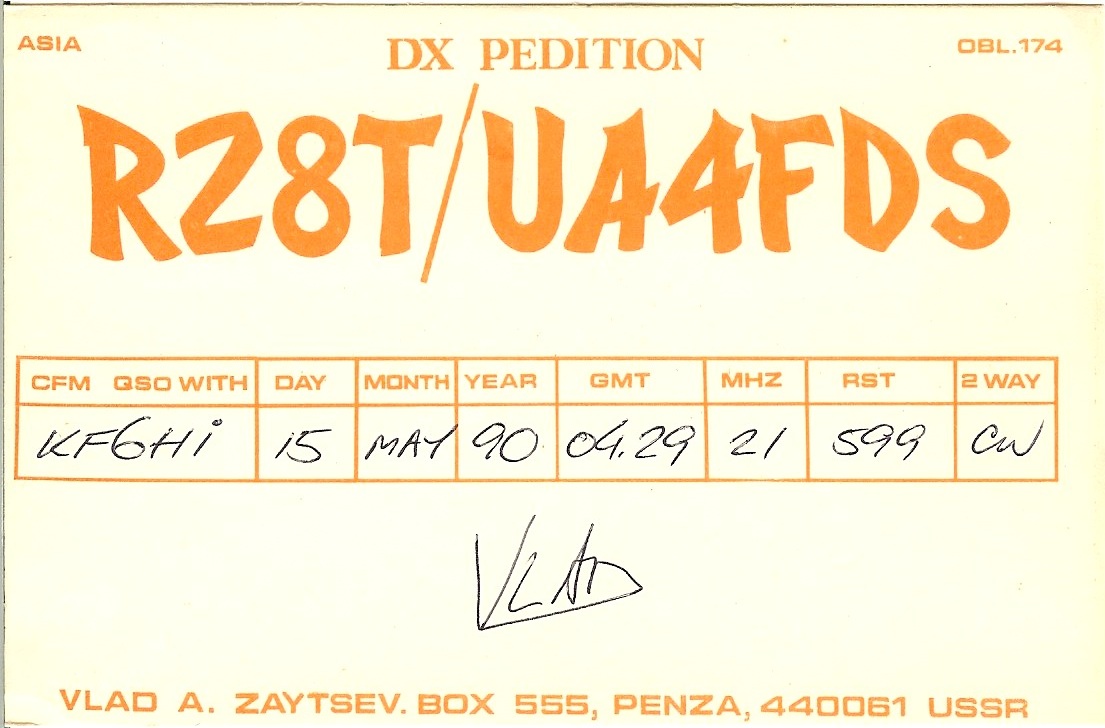 ASIA DX PEDITION OBL.174
RZ8T/UA4FDS
CFM QSO WITH DAY MONTH YEAR GMT MHZ RST 2 WAY
KF6Hi 15 MAY 90 04.29 21 599 CW
VLAD
VLAD A. ZAYTSEV. BOX 555, PENZA, 440061 USSR